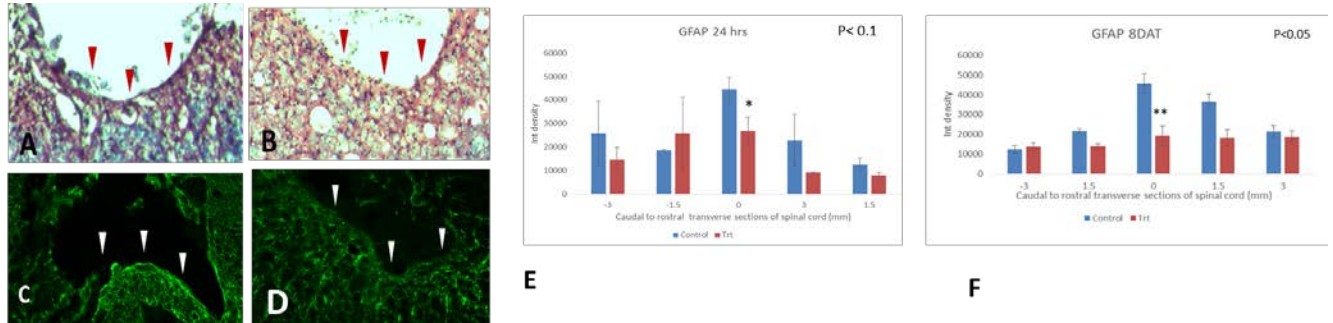 A
B
C
D
GFAP 24 hrs
P< 0.1
Int density
60000
50000
40000
30000
20000
10000
0
*
-3
-1.5
0
3
1.5
Caudal to rostral transverse sections of spinal cord (mm)
Control
Trt
E
GFAP 8DAT
P<0.05
Int density
60000
50000
40000
30000
20000
10000
0
**
-3
1.5
0
1.5
3
Caudal to rostral transverse sections of spinal cord (mm)
Control
Trt
F